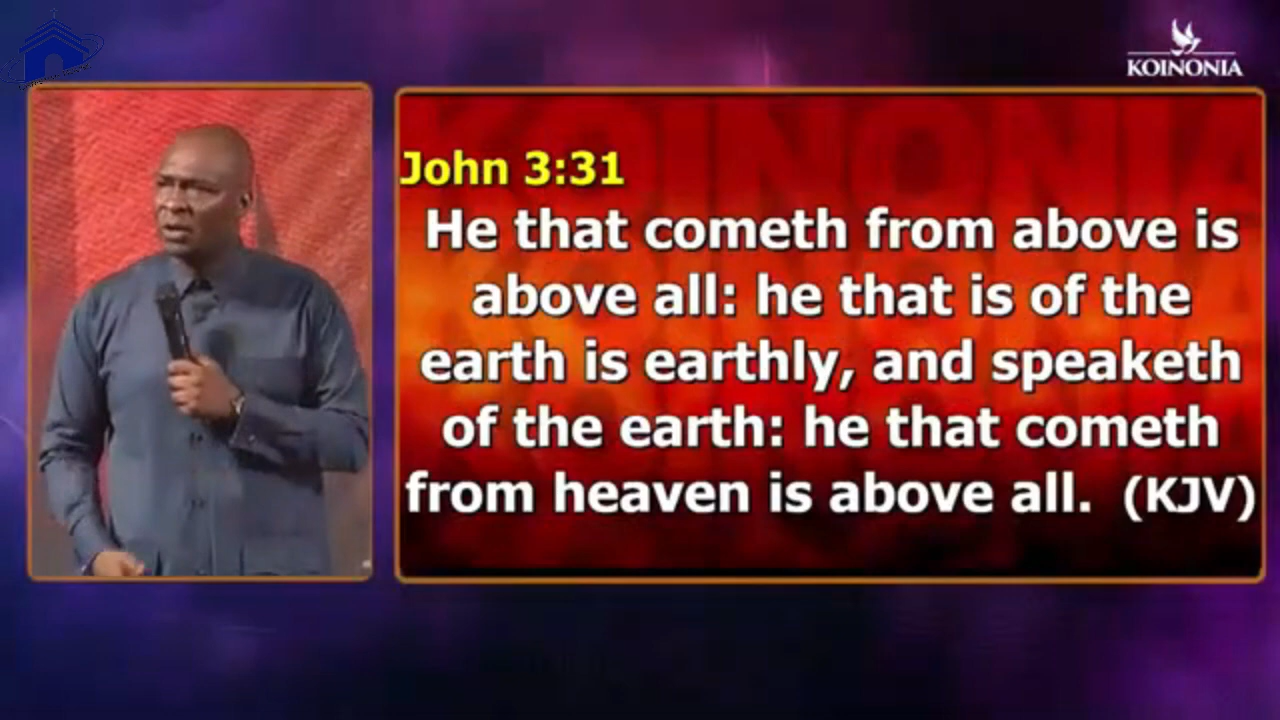 KOINONIA
John 3:31
He that cometh from above is
above all: he that is of the
earth is earthly, and speaketh
of the earth: he that cometh
from heaven is above all. (KJV)